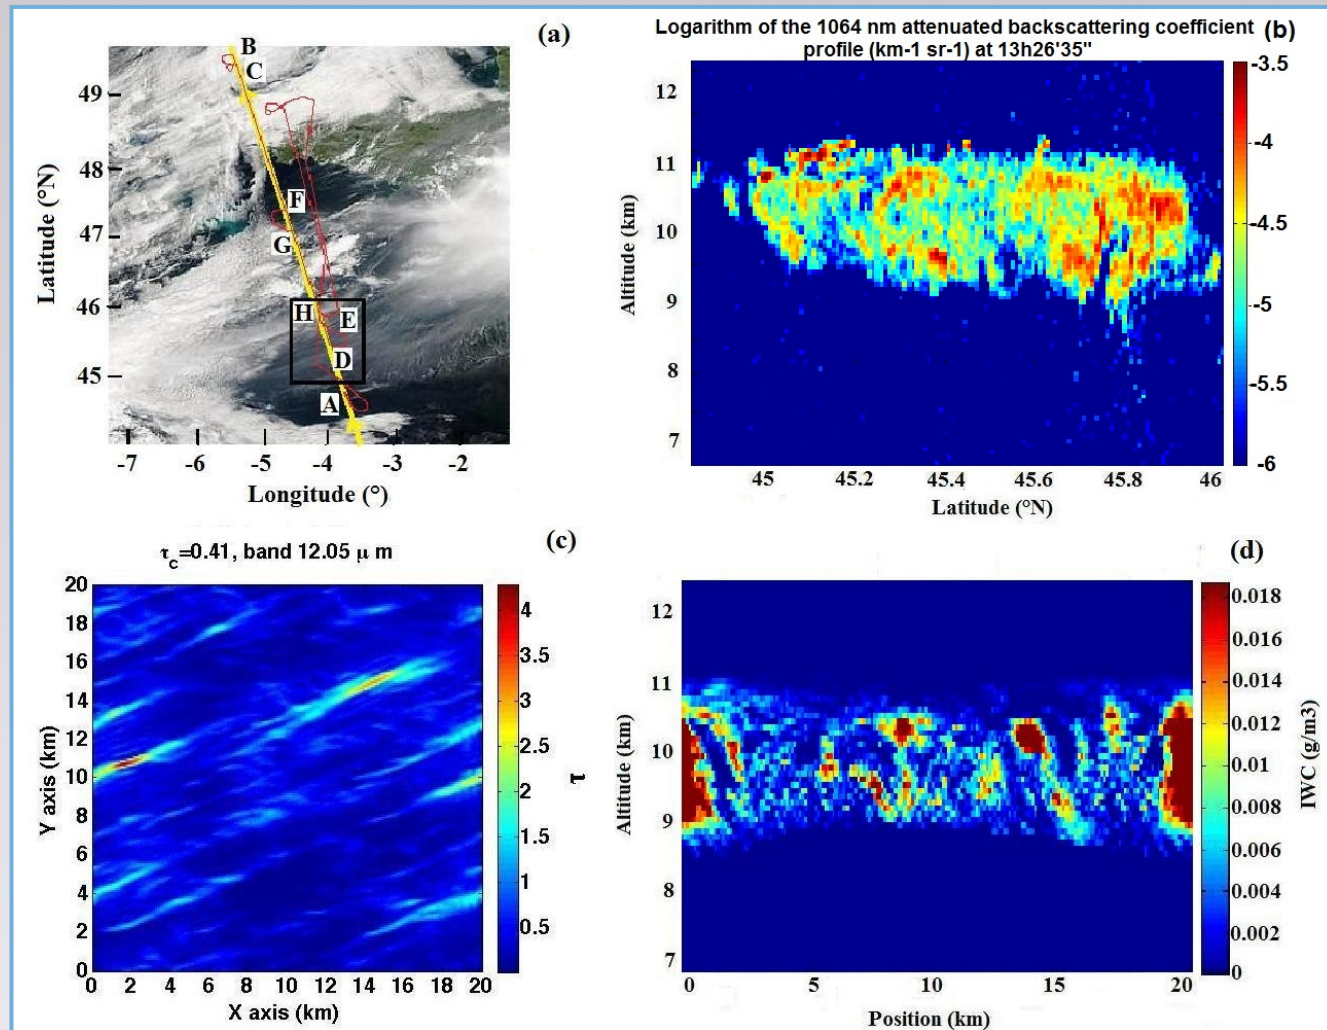 (a)
B
C
F
G
H
E
D
A
49
48
47
46
45
Latitude (°N)
-7 -6 -5 -4 -3 -2
Longitude (°)
Logarithm of the 1064 nm attenuated backscattering coefficient (b)
profile (km-1 sr-1) at 13h26'35"
12
11
10
9
8
7
Altitude (km)
45 45.2 45.4 45.6 45.8 46
Latitude (°N)
-3.5
-4
-4.5
-5
-5.5
-6
(c)
τc=0.41, band 12.05 μ m
20
18
16
14
12
10
8
6
4
2
0
Y axis (km)
0 2 4 6 8 10 12 14 16 18 20
X axis (km)
4
3.5
3
2.5
2
1.5
1
0.5
τ
(d)
12
11
10
9
8
7
Altitude (km)
0 5 10 15 20
Position (km)
0.018
0.016
0.014
0.012
0.010
0.008
0.006
0.004
0.002
0
IWC (g/m3)